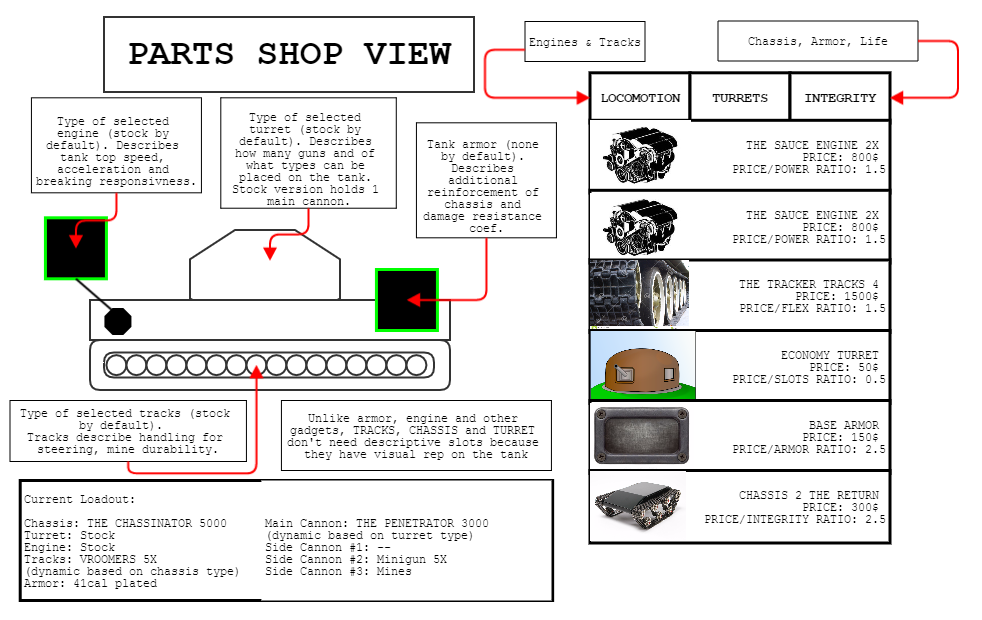 PARTS SHOP VIEW
Engines & Tracks
Chassis, Armor, Life
Type of selected
engine (stock by
default). Describes
tank top speed,
acceleration and
breaking responsivness.
Type of selected
turret (stock by
default). Describes
how many guns and of
what types can be
placed on the tank.
Stock version holds 1
main cannon.
Tank armor (none
by default).
Describes
additional
reinforcement of
chassis and
damage resistance
coef.
Type of selected tracks (stock
by default).
Tracks describe handling for
steering, mine durability.
Unlike armor, engine and other
gadgets, TRACKS, CHASSIS and TURRET
don't need descriptive slots because
they have visual rep on the tank
Current Loadout:
Chassis: THE CHASSINATOR 5000
Turret: Stock
Engine: Stock
Tracks: VROOMERS 5X
(dynamic based on chassis type)
Armor: 41cal plated
Main Cannon: THE PENETRATOR 3000
(dynamic based on turret type)
Side Cannon #1: --
Side Cannon #2: Minigun 5X
Side Cannon #3: Mines
LOCOMOTION
TURRETS
INTEGRITY
THE SAUCE ENGINE 2X
PRICE: 800$
PRICE/POWER RATIO: 1.5
THE SAUCE ENGINE 2X
PRICE: 800$
PRICE/POWER RATIO: 1.5
THE TRACKER TRACKS 4
PRICE: 1500$
PRICE/FLEX RATIO: 1.5
ECONOMY TURRET
PRICE: 50$
PRICE/SLOTS RATIO: 0.5
BASE ARMOR
PRICE: 150$
PRICE/ARMOR RATIO: 2.5
CHASSIS 2 THE RETURN
PRICE: 300$
PRICE/INTEGRITY RATIO: 2.5